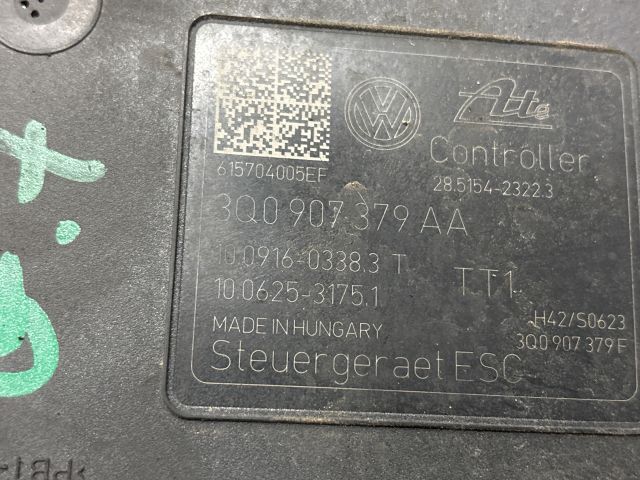 VW Ate
Controller
615704005EF
28.5154-2322.3
3Q0 907 379 AA
10.0916-0338.3 T
TT1
10.0625-3175.1
H42/S0623
MADE IN HUNGARY
3Q0 907 379 F
Steuergeraet ESC